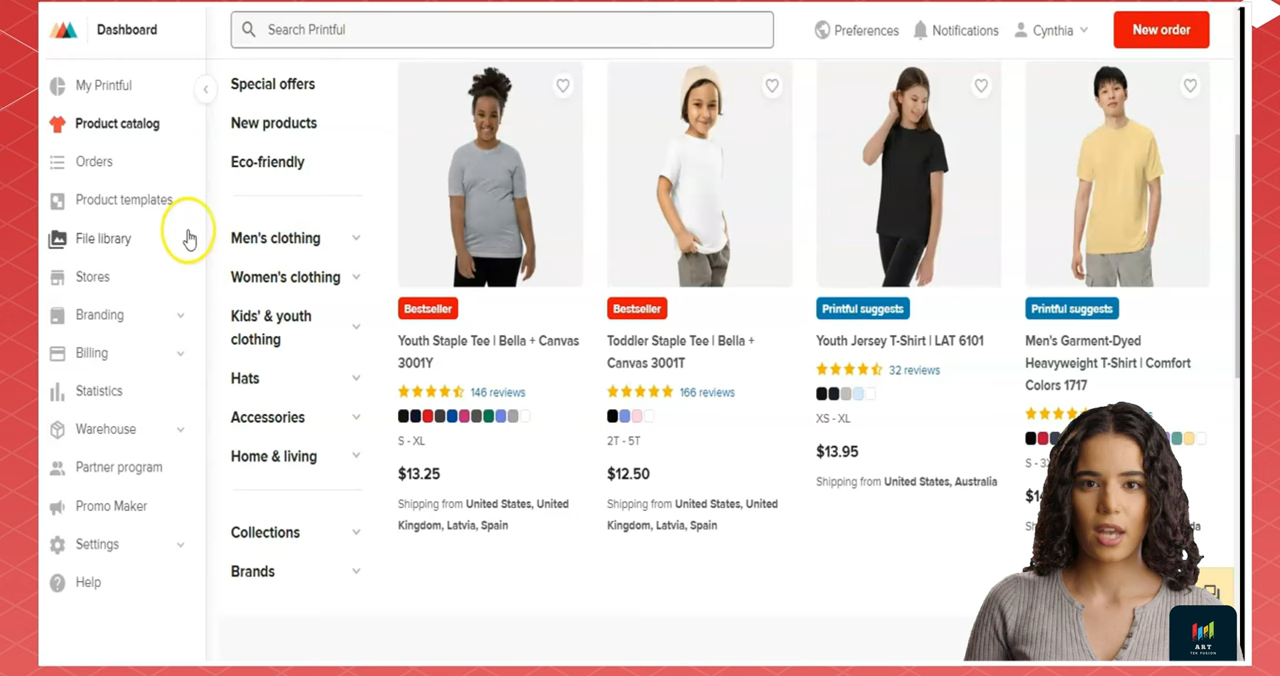 Dashboard
Search Printful
Preferences
Notifications
Cynthia
New order
My Printful
Product catalog
Orders
Product templates
File library
Stores
Branding
Billing
Statistics
Warehouse
Partner program
Promo Maker
Settings
Help
Special offers
New products
Eco-friendly
Men's clothing
Women's clothing
Kids' & youth
clothing
Hats
Accessories
Home & living
Collections
Brands
Bestseller
Youth Staple Tee | Bella + Canvas
3001Y
146 reviews
S - XL
$13.25
Shipping from United States, United
Kingdom, Latvia, Spain
Bestseller
Toddler Staple Tee | Bella +
Canvas 3001T
166 reviews
2T - 5T
$12.50
Shipping from United States, United
Kingdom, Latvia, Spain
Printful suggests
Youth Jersey T-Shirt | LAT 6101
32 reviews
XS - XL
$13.95
Shipping from United States, Australia
Printful suggests
Men's Garment-Dyed
Heavyweight T-Shirt | Comfort
Colors 1717
ART
TEK FUSION